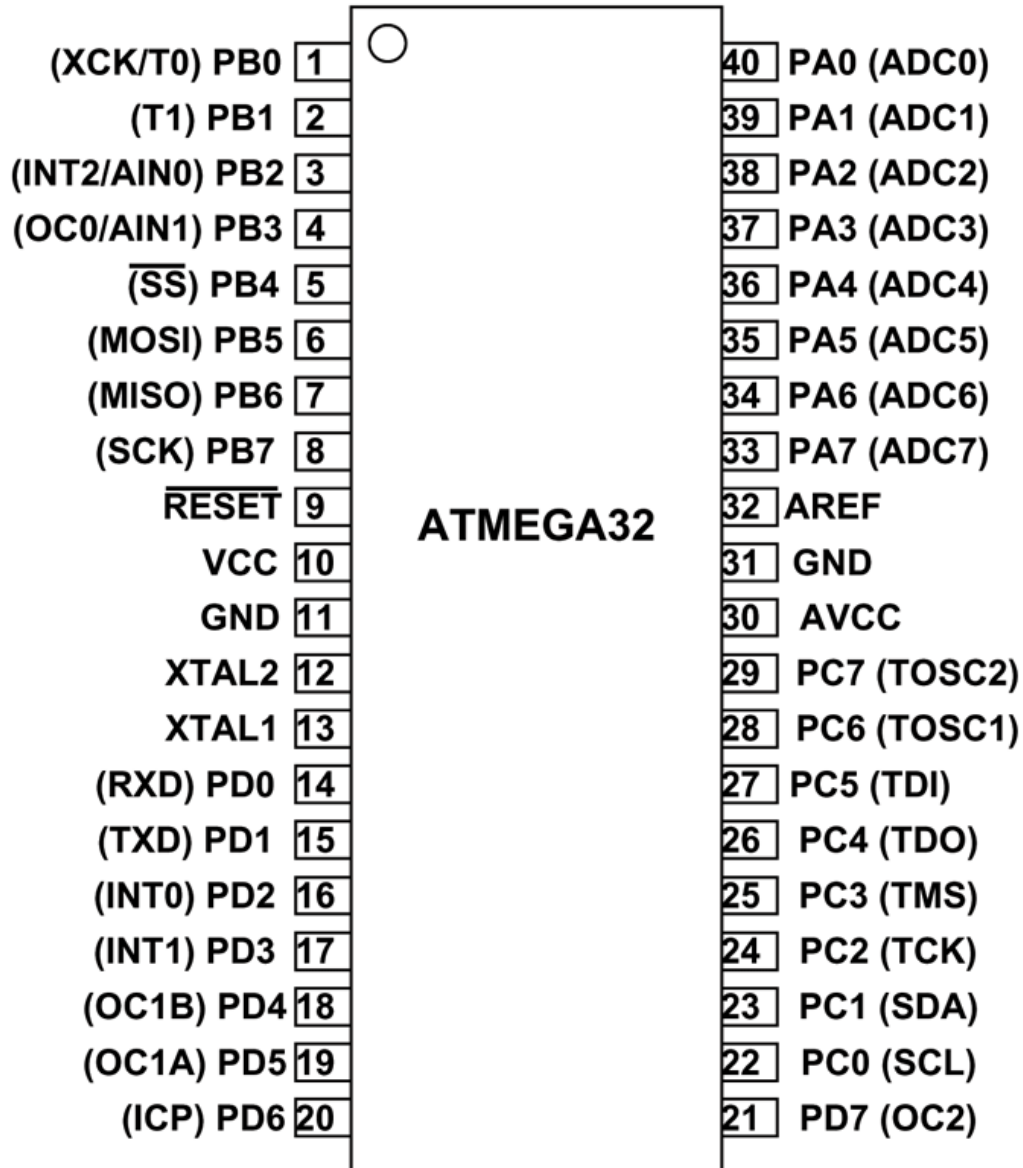 (XCK/T0) PB0 1 40 PA0 (ADC0)
(T1) PB1 2 39 PA1 (ADC1)
(INT2/AIN0) PB2 3 38 PA2 (ADC2)
(OC0/AIN1) PB3 4 37 PA3 (ADC3)
(S̅S̅) PB4 5 36 PA4 (ADC4)
(MOSI) PB5 6 35 PA5 (ADC5)
(MISO) PB6 7 34 PA6 (ADC6)
(SCK) PB7 8 33 PA7 (ADC7)
R̅E̅S̅E̅T̅ 9 32 AREF
ATMEGA32
VCC 10 31 GND
GND 11 30 AVCC
XTAL2 12 29 PC7 (TOSC2)
XTAL1 13 28 PC6 (TOSC1)
(RXD) PD0 14 27 PC5 (TDI)
(TXD) PD1 15 26 PC4 (TDO)
(INT0) PD2 16 25 PC3 (TMS)
(INT1) PD3 17 24 PC2 (TCK)
(OC1B) PD4 18 23 PC1 (SDA)
(OC1A) PD5 19 22 PC0 (SCL)
(ICP) PD6 20 21 PD7 (OC2)